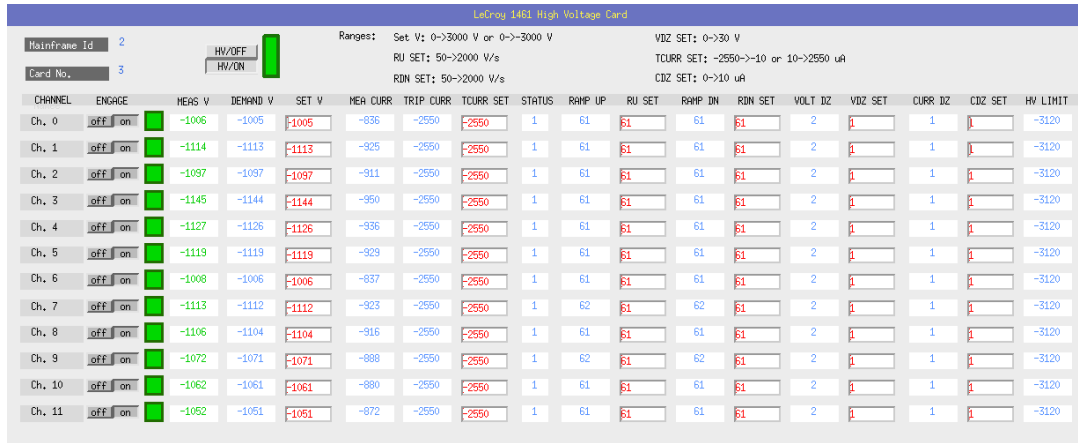 LeCroy 1461 High Voltage Card
Mainframe Id 2 HV/OFF Ranges: Set V: 0->3000 V or 0->-3000 V VDZ SET: 0->30 V
HV/ON RU SET: 50->2000 V/s TCURR SET: -2550->-10 or 10->2550 uA
Card No. 3 RDN SET: 50->2000 V/s CDZ SET: 0->10 uA
CHANNEL ENGAGE MEAS V DEMAND V SET V MEA CURR TRIP CURR TCURR SET STATUS RAMP UP RU SET RAMP DN RDN SET VOLT DZ VDZ SET CURR DZ CDZ SET HV LIMIT
Ch. 0 off on -1006 -1005 -1005 -836 -2550 -2550 1 61 61 61 61 2 1 1 1 -3120
Ch. 1 off on -1114 -1113 -1113 -925 -2550 -2550 1 61 61 61 61 2 1 1 1 -3120
Ch. 2 off on -1097 -1097 -1097 -911 -2550 -2550 1 61 61 61 61 2 1 1 1 -3120
Ch. 3 off on -1145 -1144 -1144 -950 -2550 -2550 1 61 61 61 61 2 1 1 1 -3120
Ch. 4 off on -1127 -1126 -1126 -936 -2550 -2550 1 61 61 61 61 2 1 1 1 -3120
Ch. 5 off on -1119 -1119 -1119 -929 -2550 -2550 1 61 61 61 61 2 1 1 1 -3120
Ch. 6 off on -1008 -1006 -1006 -837 -2550 -2550 1 61 61 61 61 2 1 1 1 -3120
Ch. 7 off on -1113 -1112 -1112 -923 -2550 -2550 1 62 61 62 61 2 1 1 1 -3120
Ch. 8 off on -1106 -1104 -1104 -916 -2550 -2550 1 61 61 61 61 2 1 1 1 -3120
Ch. 9 off on -1072 -1071 -1071 -888 -2550 -2550 1 62 61 62 61 2 1 1 1 -3120
Ch. 10 off on -1062 -1061 -1061 -880 -2550 -2550 1 61 61 61 61 2 1 1 1 -3120
Ch. 11 off on -1052 -1051 -1051 -872 -2550 -2550 1 61 61 61 61 2 1 1 1 -3120